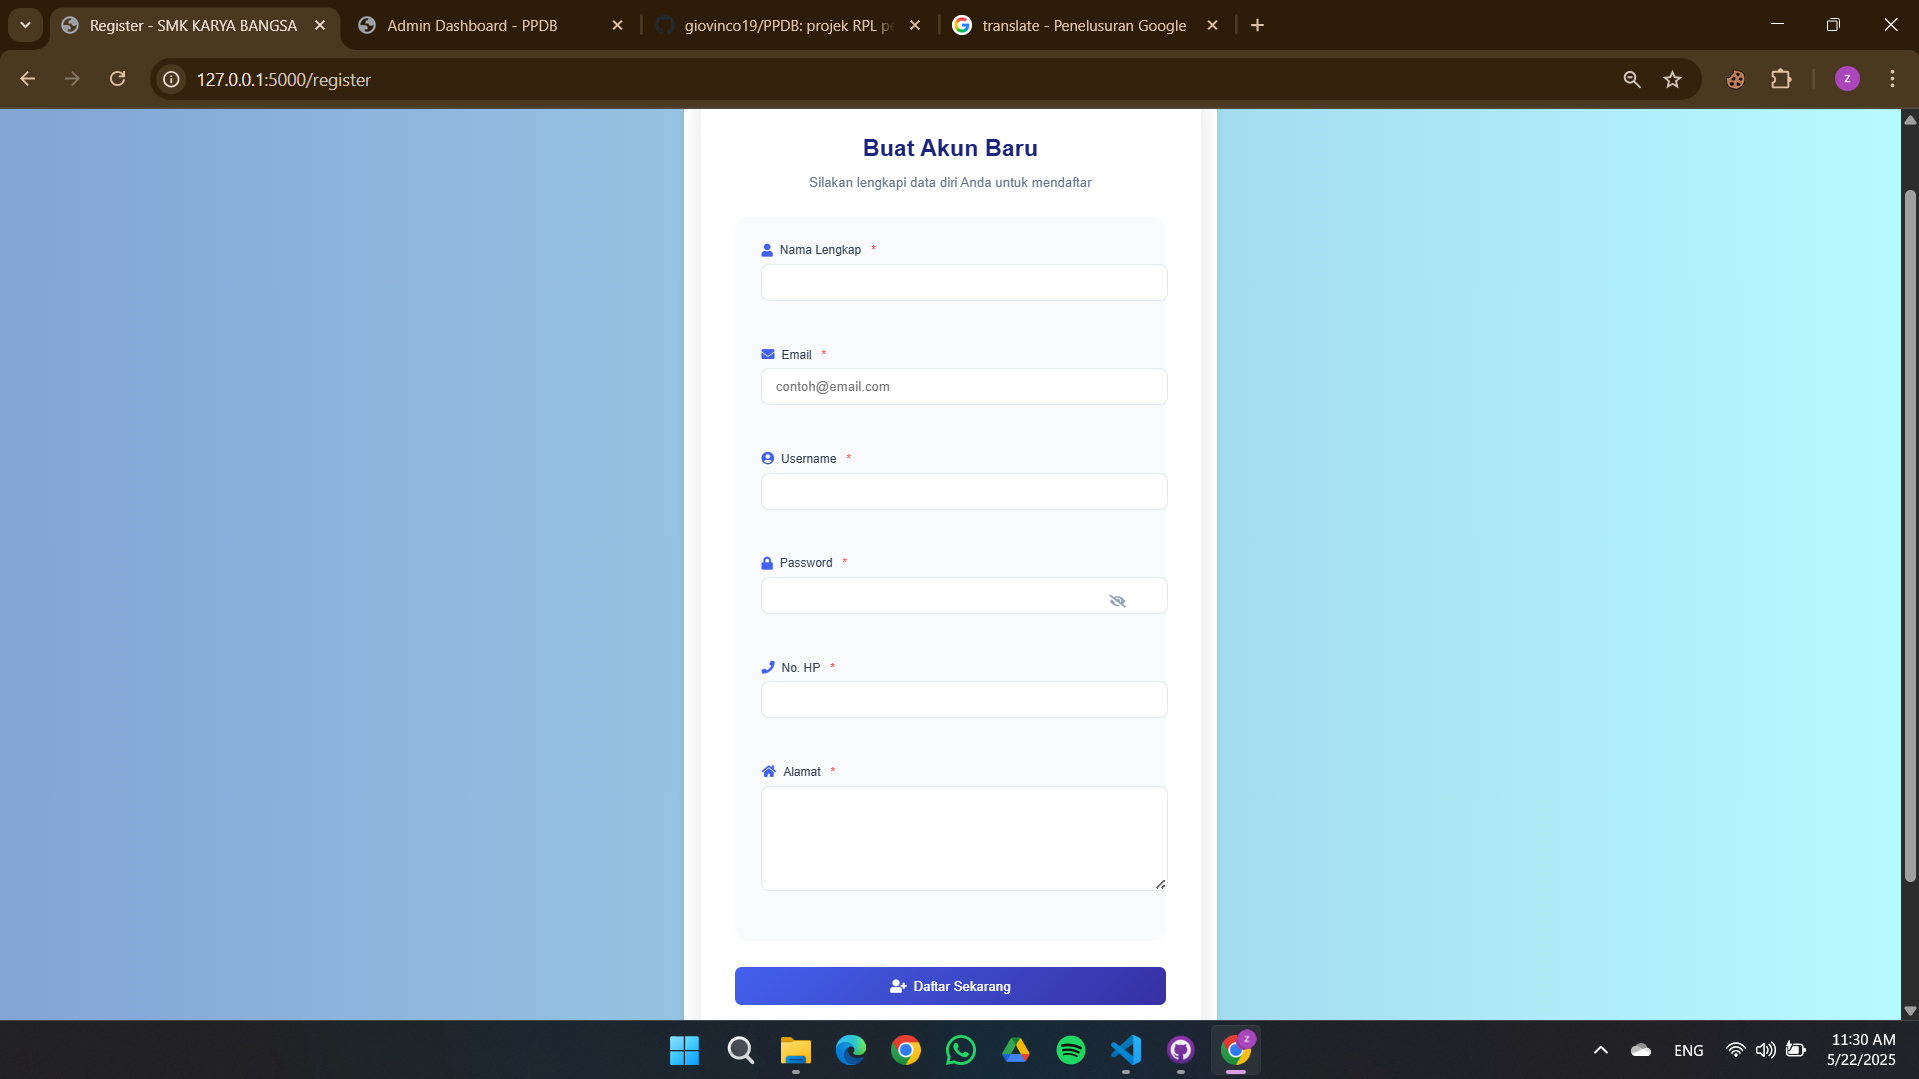 Register - SMK KARYA BANGSA
Admin Dashboard - PPDB
giovinco19/PPDB: projek RPL pe
translate - Penelusuran Google
127.0.0.1:5000/register
z
Buat Akun Baru
Silakan lengkapi data diri Anda untuk mendaftar
Nama Lengkap *
Email *
contoh@email.com
Username *
Password *
No. HP *
Alamat *
Daftar Sekarang
z
ENG
11:30 AM
5/22/2025